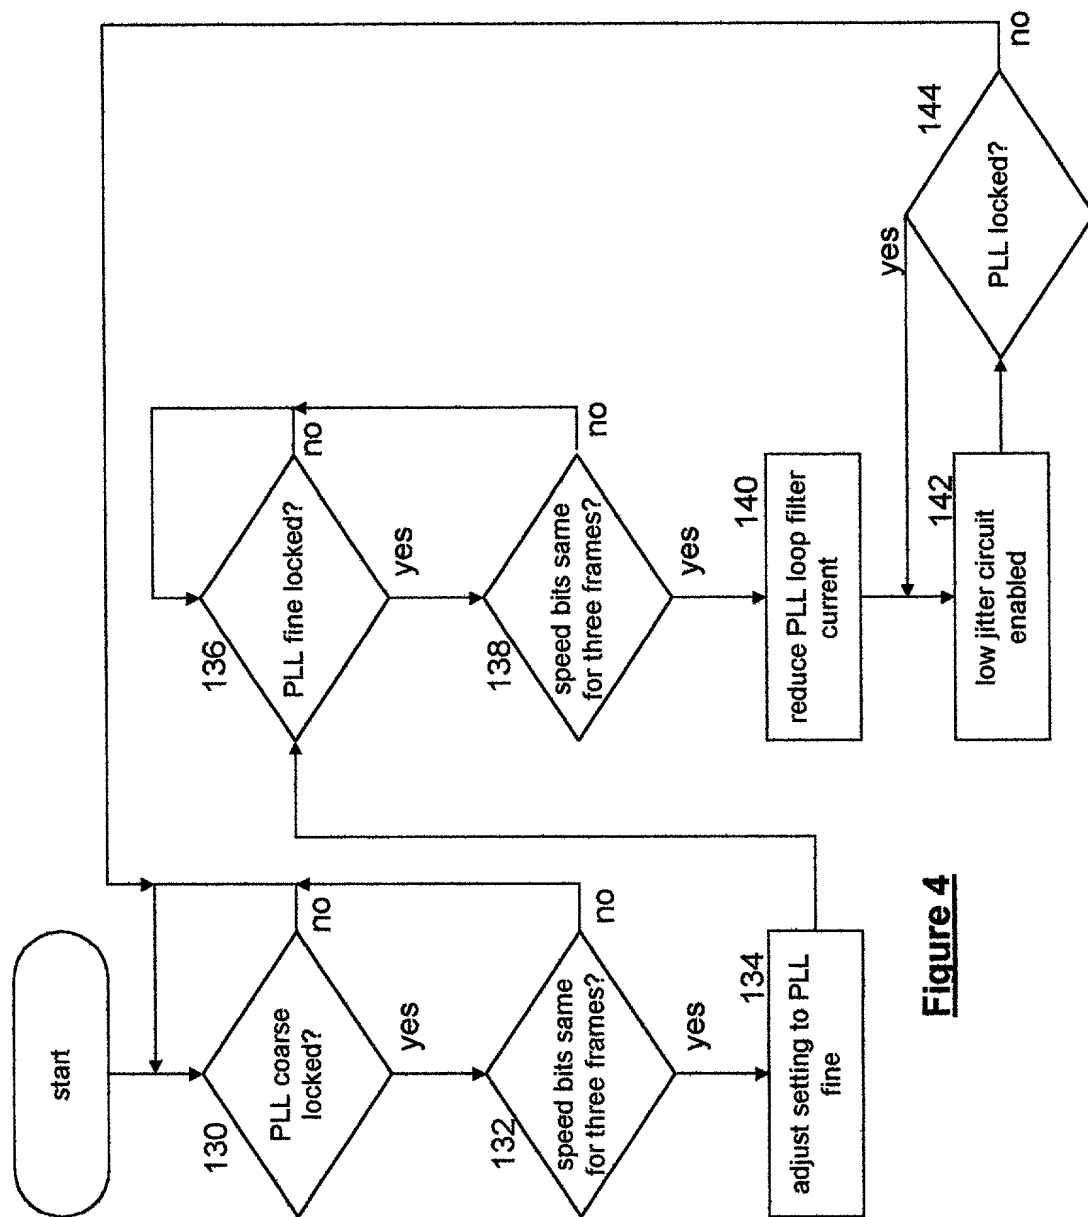 start
130
PLL coarse
locked?
no
yes
132
speed bits same
for three frames?
no
yes
134
adjust setting to PLL
fine
136
PLL fine locked?
no
yes
138
speed bits same
for three frames?
no
yes
140
reduce PLL loop filter
current
142
low jitter circuit
enabled
144
PLL locked?
yes
no
Figure 4